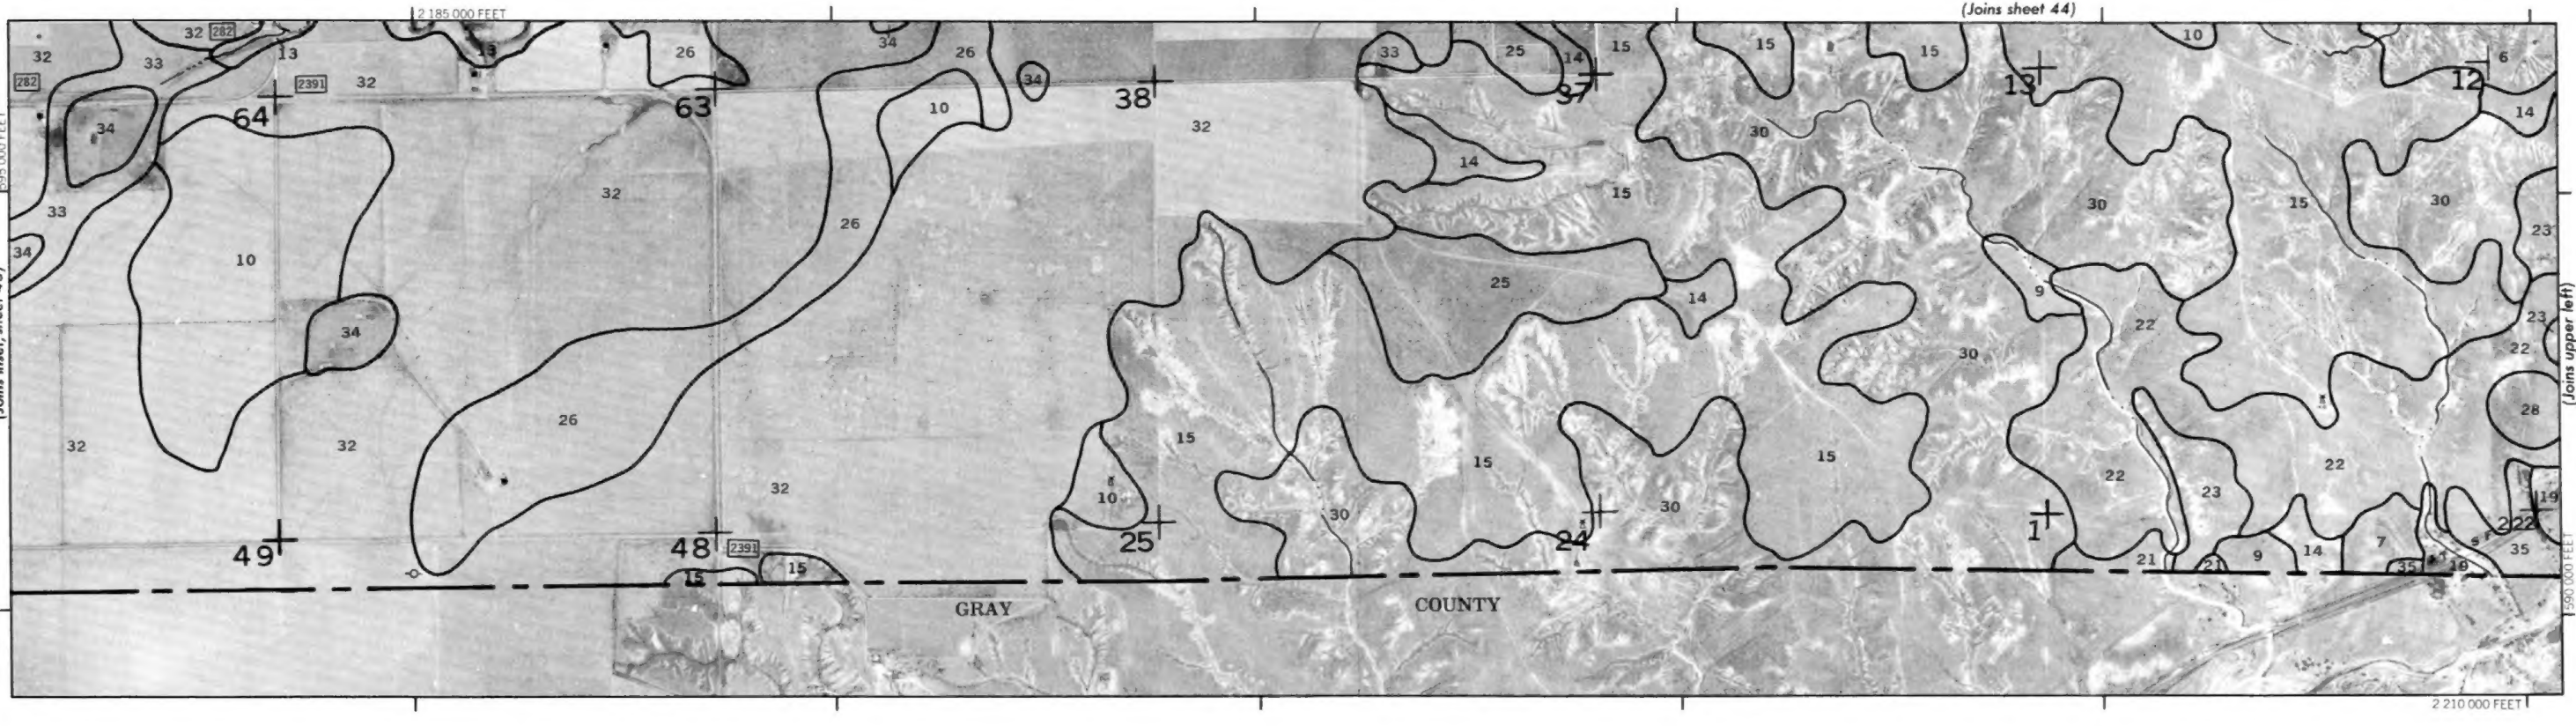 2 185 000 FEET
(Joins sheet 44)
32 282 13 13 26 34 26 33 25 14 15 15 15 10 6
32 33
282 2391 32 34
64 63 38 37 13 12
34 10 32 30 14
14
32 15 30 15 30
33 26 23
34 10 25
9 14
34 22 23
30 22
(Joins upper left)
26 28
32 32 15 15 15 22
32 10 30 30 22 23 19
49 48 2391 25 24 1 22
15 15 21 21 9 14 7 35 19 35
GRAY COUNTY
590 000 FEET
2 210 000 FEET